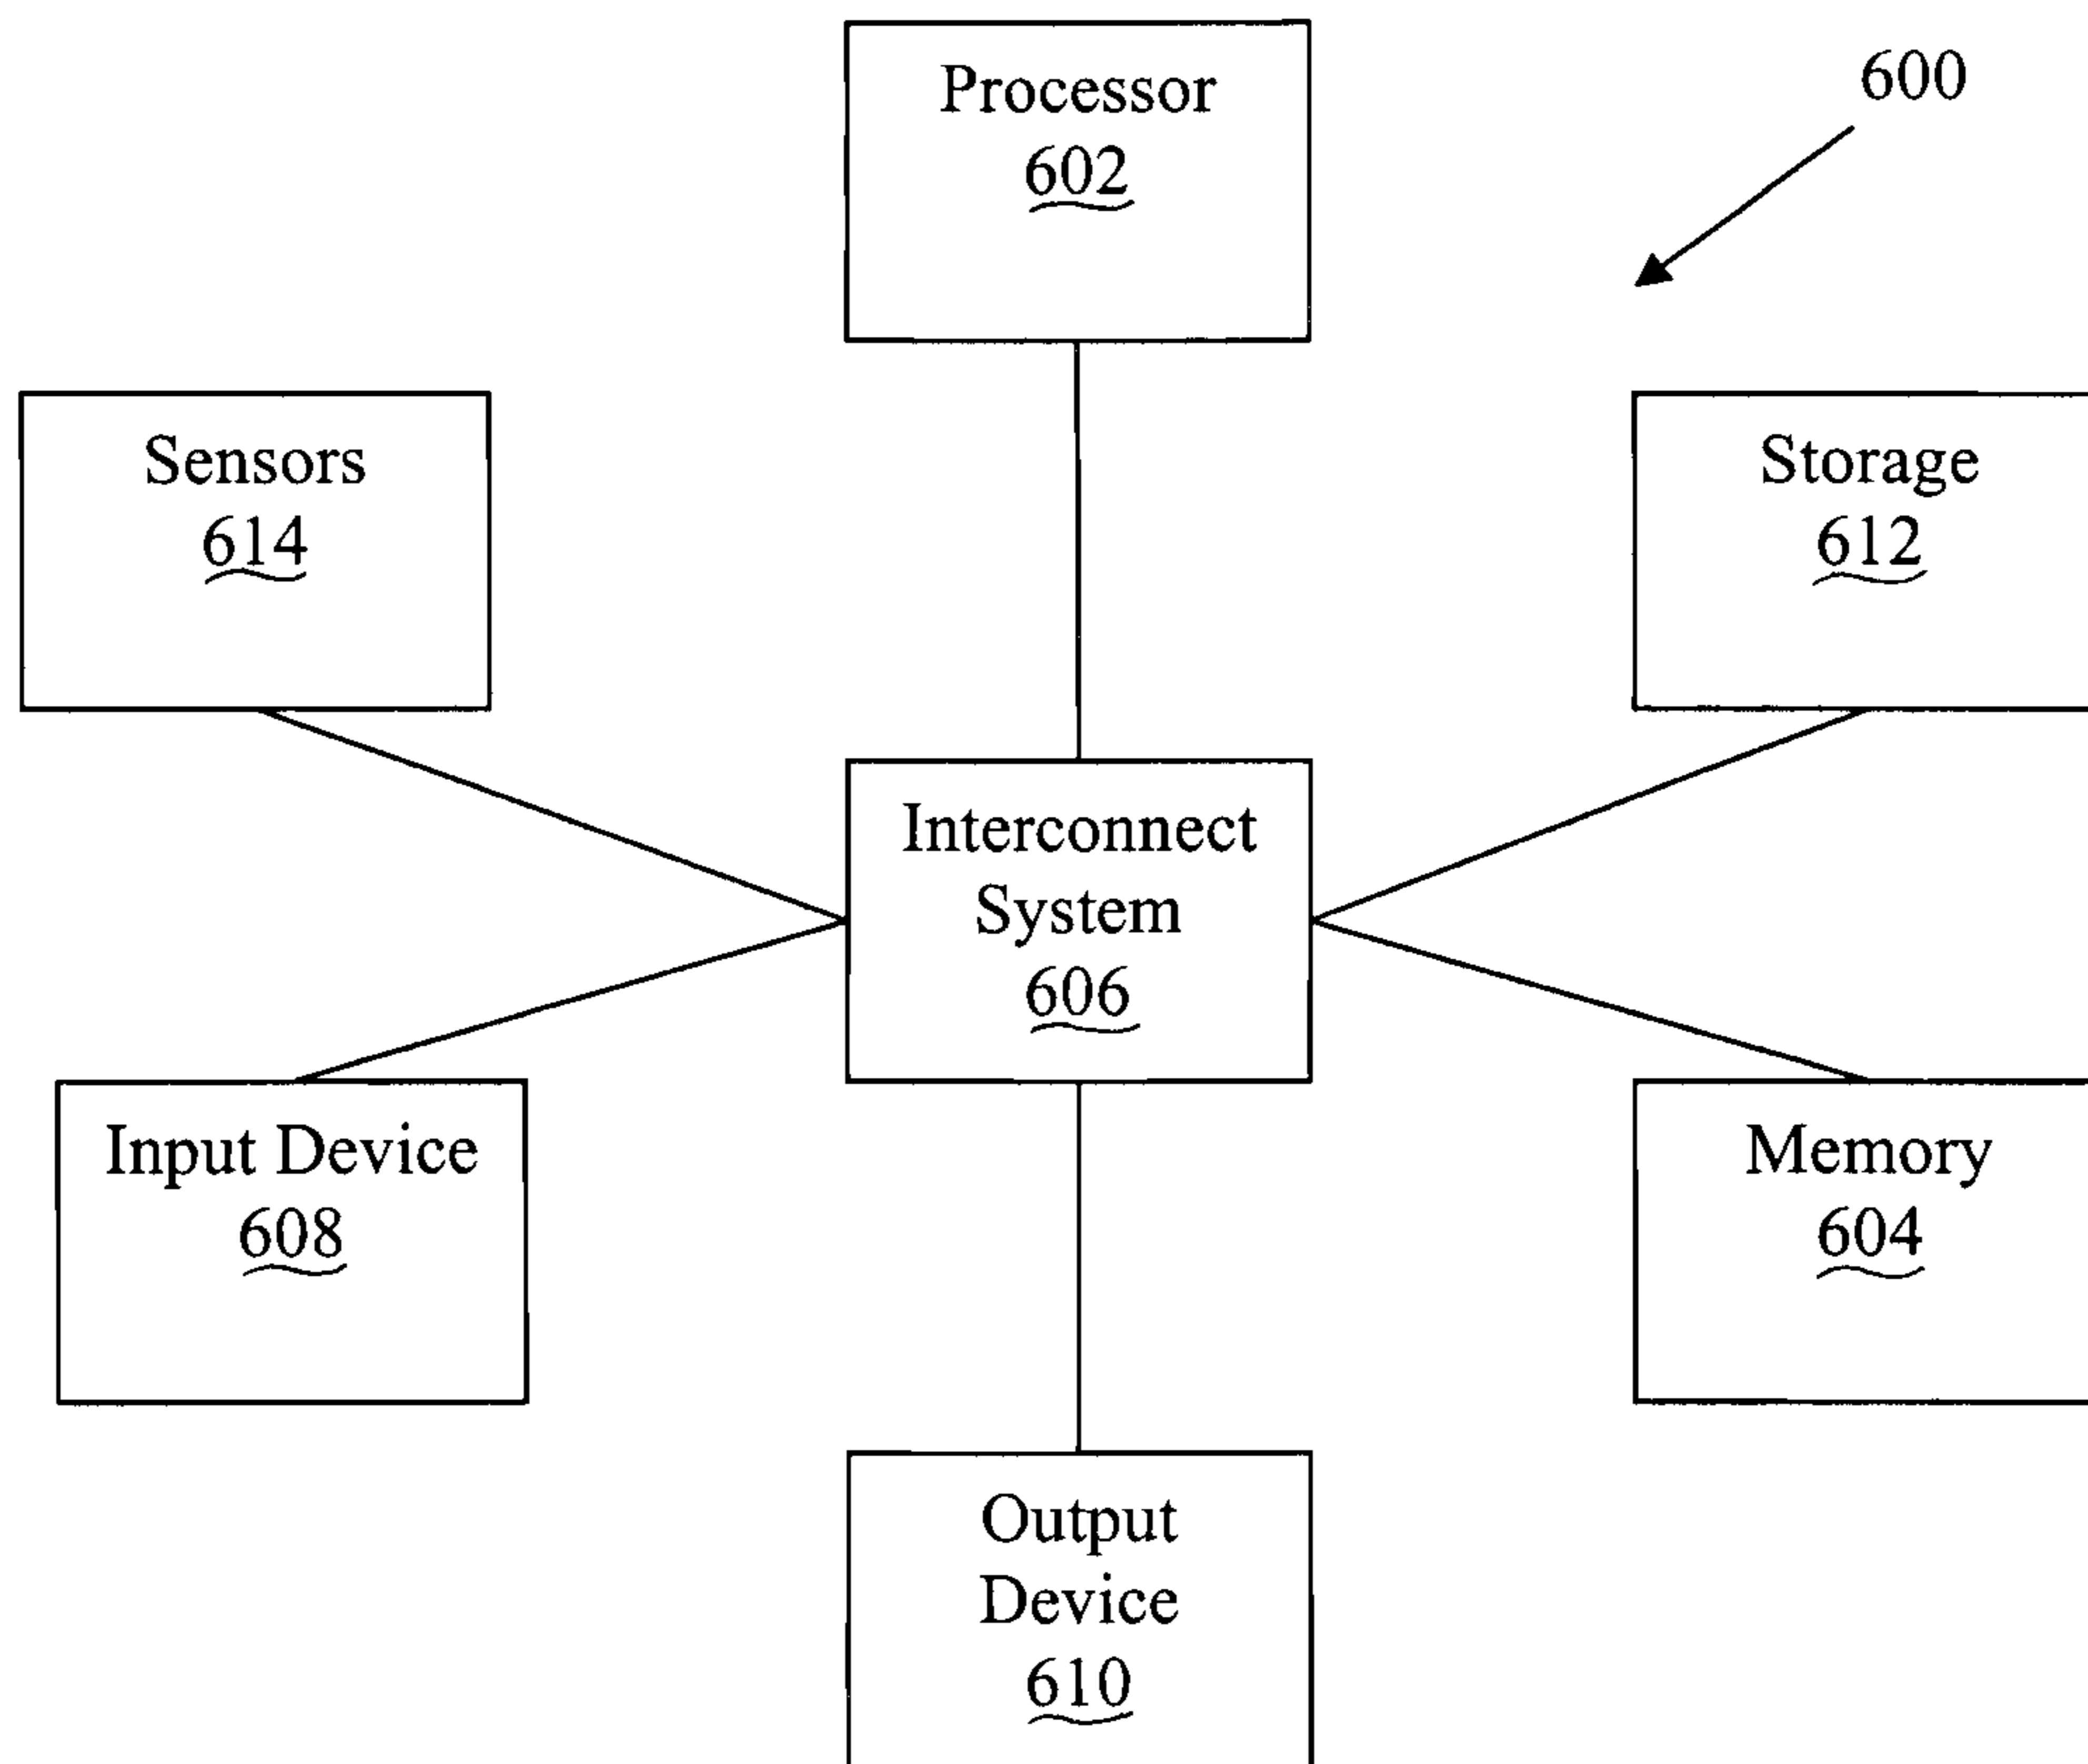 Processor
602
600
Sensors
614
Storage
612
Interconnect
System
606
Input Device
608
Memory
604
Output
Device
610